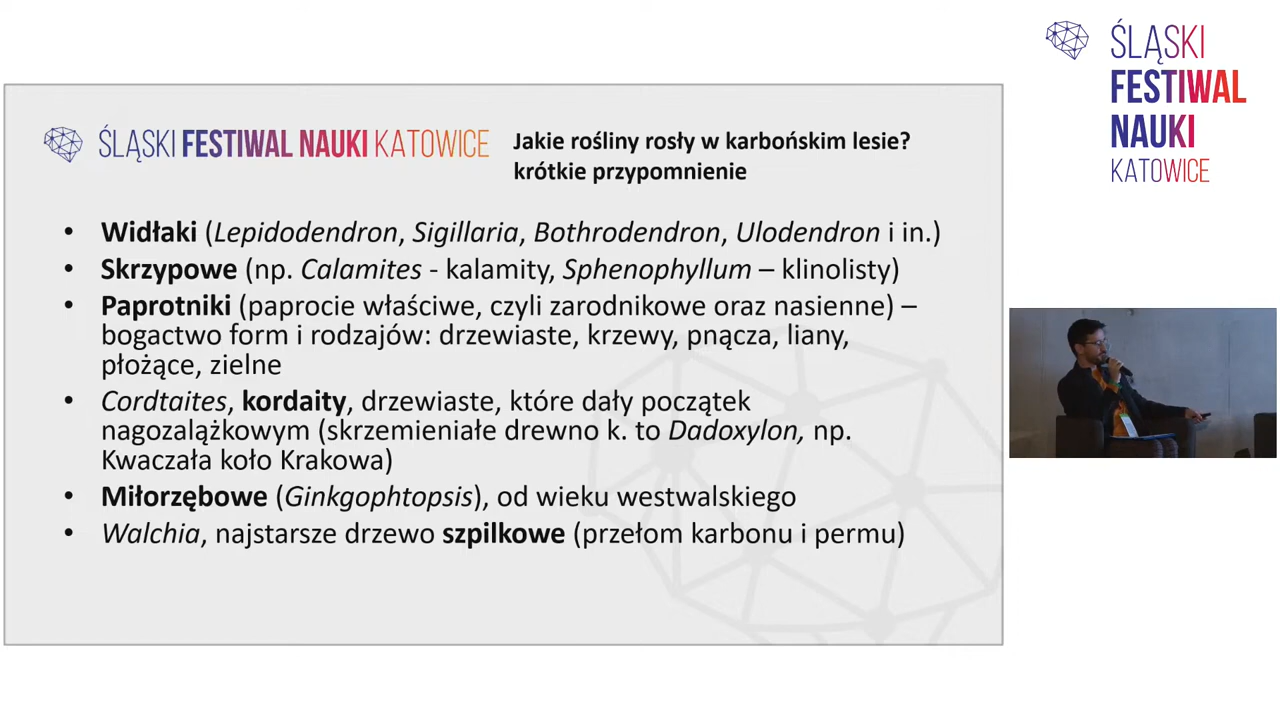 ŚLĄSKI
FESTIWAL
NAUKI
KATOWICE
ŚLĄSKI FESTIWAL NAUKI KATOWICE
Jakie rośliny rosły w karbońskim lesie?
krótkie przypomnienie
• Widłaki (Lepidodendron, Sigillaria, Bothrodendron, Ulodendron i in.)
• Skrzypowe (np. Calamites - kalamity, Sphenophyllum – klinolisty)
• Paprotniki (paprocie właściwe, czyli zarodnikowe oraz nasienne) –
bogactwo form i rodzajów: drzewiaste, krzewy, pnącza, liany,
płożące, zielne
• Cordtaites, kordaity, drzewiaste, które dały początek
nagozalążkowym (skrzemieniałe drewno k. to Dadoxylon, np.
Kwaczała koło Krakowa)
• Miłorzębowe (Ginkgophtopsis), od wieku westwalskiego
• Walchia, najstarsze drzewo szpilkowe (przełom karbonu i permu)